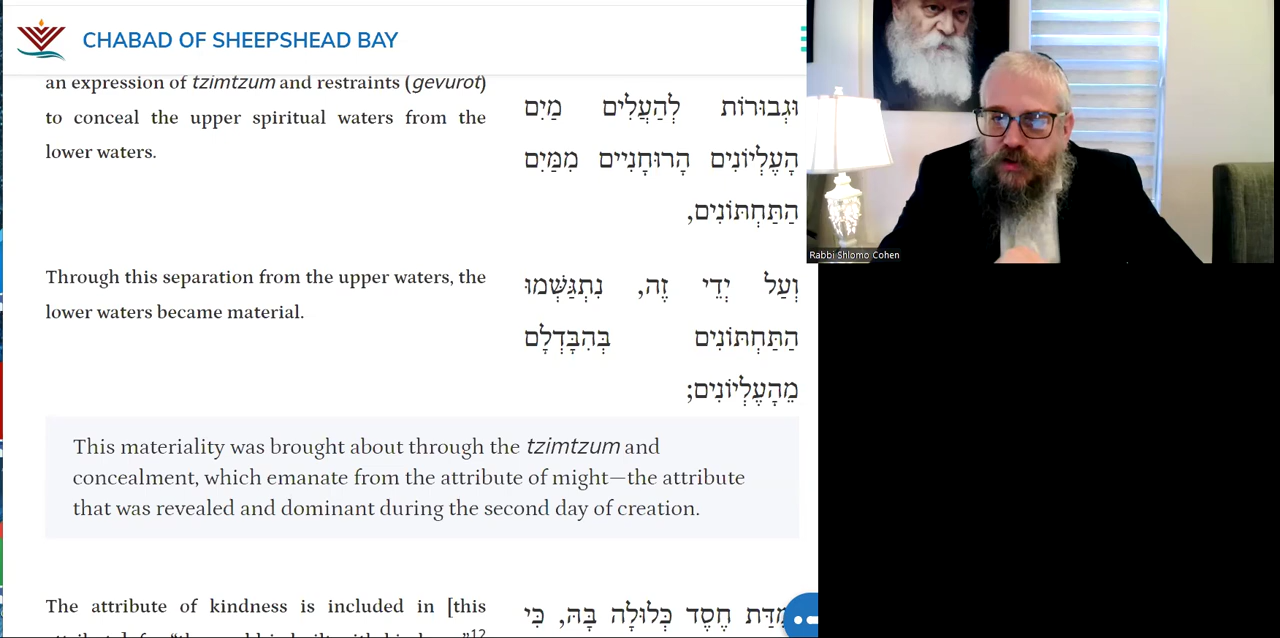 CHABAD OF SHEEPSHEAD BAY
an expression of tzimtzum and restraints (gevurot)
to conceal the upper spiritual waters from the
lower waters.
וּגְבוּרוֹת לְהַעֲלִים מַיִם
הָעֶלְיוֹנִים הָרוּחָנִיִּים מִמַּיִם
הַתַּחְתּוֹנִים,
Through this separation from the upper waters, the
lower waters became material.
וְעַל יְדֵי זֶה, נִתְגַּשְּׁמוּ
הַתַּחְתּוֹנִים בְּהִבָּדְלָם
מֵהָעֶלְיוֹנִים;
This materiality was brought about through the tzimtzum and
concealment, which emanate from the attribute of might—the attribute
that was revealed and dominant during the second day of creation.
The attribute of kindness is included in [this
מִדַּת חֶסֶד כְּלוּלָה בָּהּ, כִּי
Rabbi Shlomo Cohen